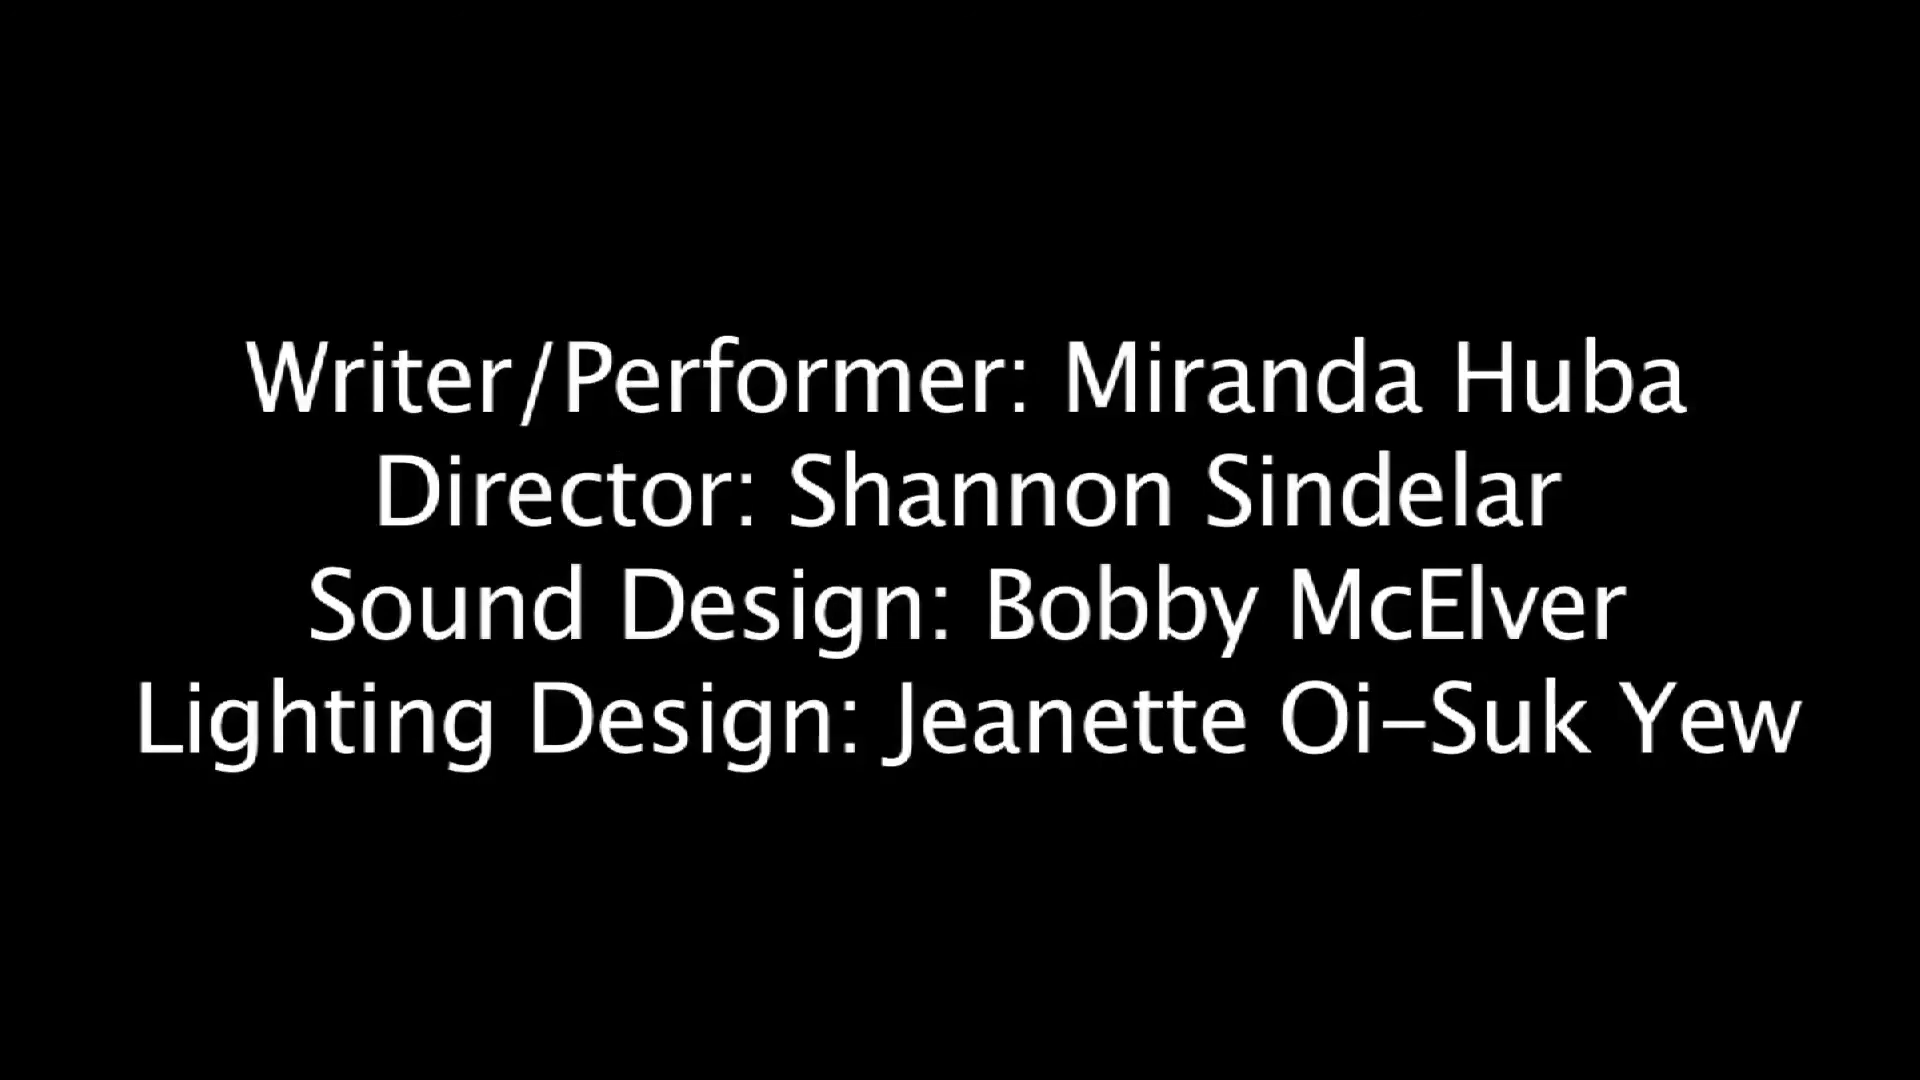 Writer/Performer: Miranda Huba
Director: Shannon Sindelar
Sound Design: Bobby McElver
Lighting Design: Jeanette Oi-Suk Yew